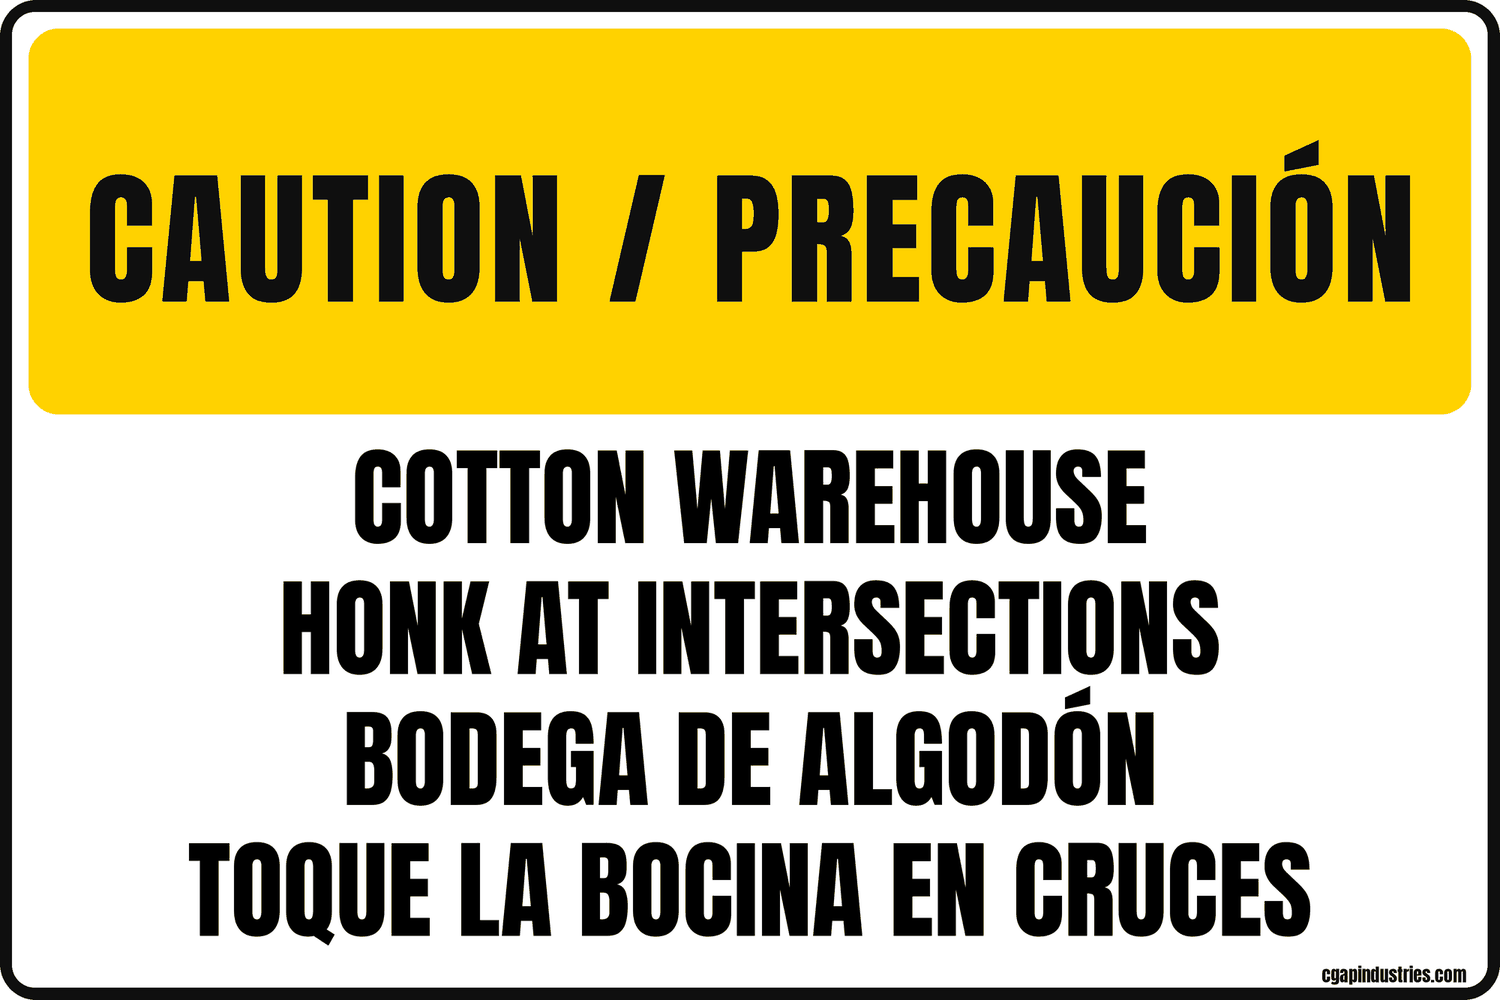 CAUTION / PRECAUCIÓN
COTTON WAREHOUSE
HONK AT INTERSECTIONS
BODEGA DE ALGODÓN
TOQUE LA BOCINA EN CRUCES
cgapindustries.com